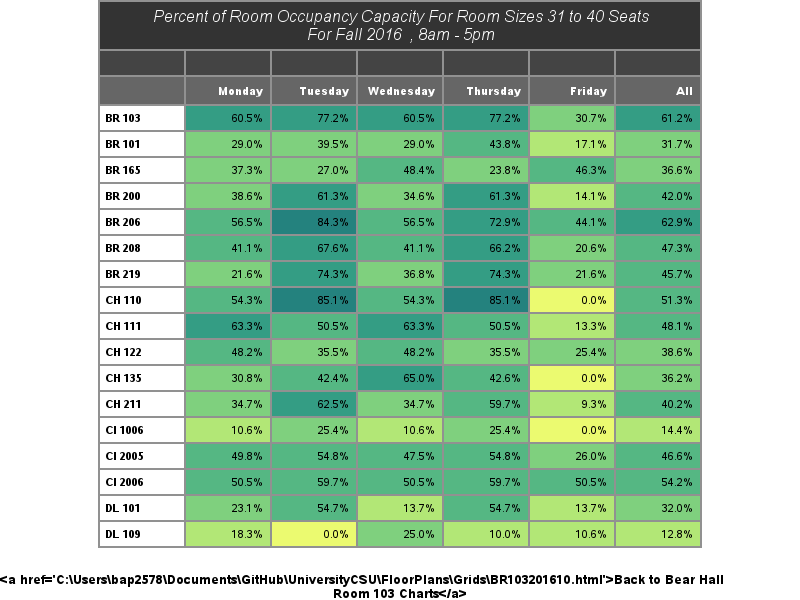 Percent of Room Occupancy Capacity For Room Sizes 31 to 40 Seats
For Fall 2016 , 8am - 5pm
Monday Tuesday Wednesday Thursday Friday All
BR 103 60.5% 77.2% 60.5% 77.2% 30.7% 61.2%
BR 101 29.0% 39.5% 29.0% 43.8% 17.1% 31.7%
BR 165 37.3% 27.0% 48.4% 23.8% 46.3% 36.6%
BR 200 38.6% 61.3% 34.6% 61.3% 14.1% 42.0%
BR 206 56.5% 84.3% 56.5% 72.9% 44.1% 62.9%
BR 208 41.1% 67.6% 41.1% 66.2% 20.6% 47.3%
BR 219 21.6% 74.3% 36.8% 74.3% 21.6% 45.7%
CH 110 54.3% 85.1% 54.3% 85.1% 0.0% 51.3%
CH 111 63.3% 50.5% 63.3% 50.5% 13.3% 48.1%
CH 122 48.2% 35.5% 48.2% 35.5% 25.4% 38.6%
CH 135 30.8% 42.4% 65.0% 42.6% 0.0% 36.2%
CH 211 34.7% 62.5% 34.7% 59.7% 9.3% 40.2%
CI 1006 10.6% 25.4% 10.6% 25.4% 0.0% 14.4%
CI 2005 49.8% 54.8% 47.5% 54.8% 26.0% 46.6%
CI 2006 50.5% 59.7% 50.5% 59.7% 50.5% 54.2%
DL 101 23.1% 54.7% 13.7% 54.7% 13.7% 32.0%
DL 109 18.3% 0.0% 25.0% 10.0% 10.6% 12.8%
<a href='C:\Users\bap2578\Documents\GitHub\UniversityCSU\FloorPlans\Grids\BR103201610.html'>Back to Bear Hall
Room 103 Charts</a>